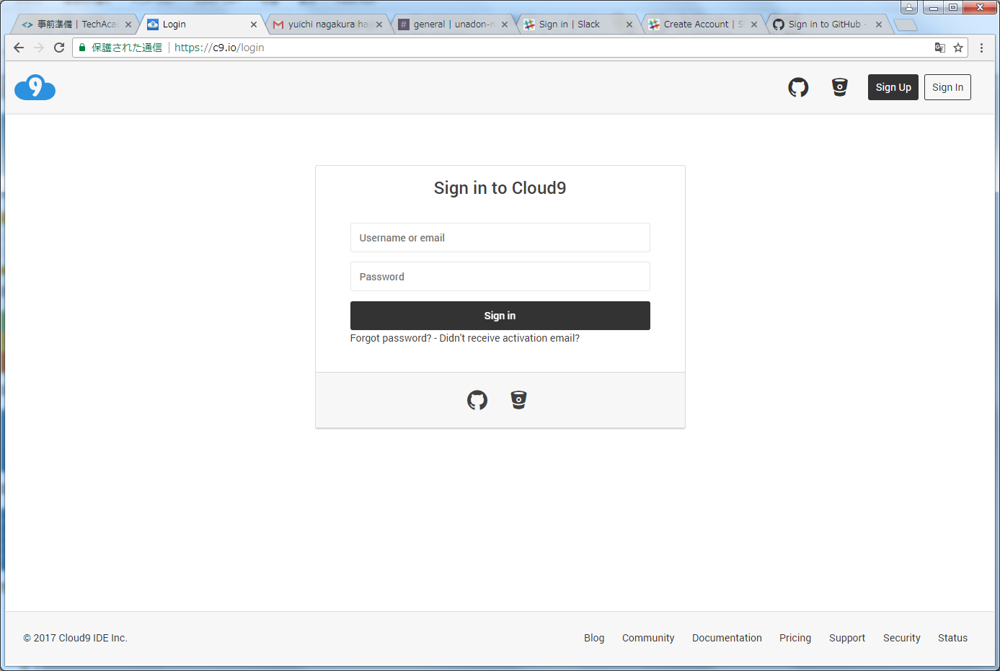 事前準備 | TechAca
Login
yuichi nagakura ha
general | unadon-
Sign in | Slack
Create Account | S
Sign in to GitHub ·
保護された通信 https://c9.io/login
9
Sign Up
Sign In
Sign in to Cloud9
Username or email
Password
Sign in
Forgot password? - Didn't receive activation email?
© 2017 Cloud9 IDE Inc.
Blog Community Documentation Pricing Support Security Status